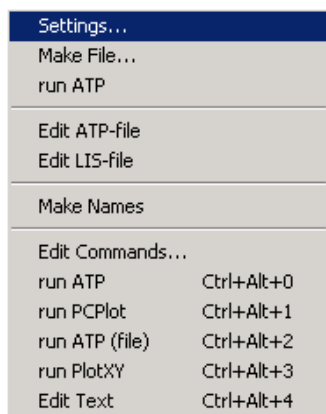 Settings...
Make File...
run ATP
Edit ATP-file
Edit LIS-file
Make Names
Edit Commands...
run ATP Ctrl+Alt+0
run PCPlot Ctrl+Alt+1
run ATP (file) Ctrl+Alt+2
run PlotXY Ctrl+Alt+3
Edit Text Ctrl+Alt+4